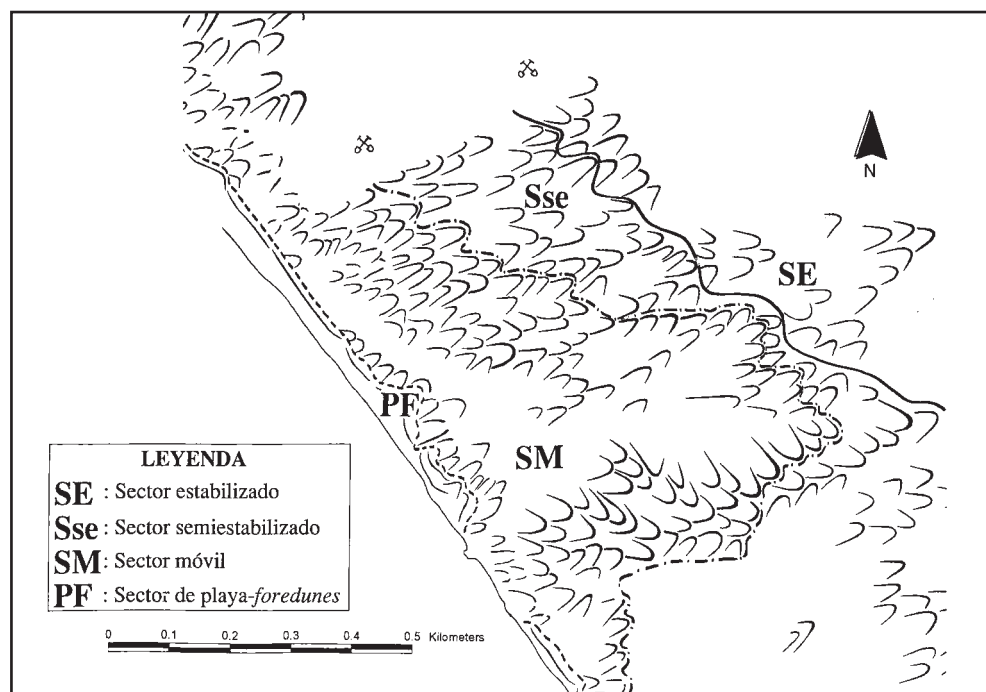 N
Sse
SE
PF
SM
LEYENDA
SE : Sector estabilizado
Sse : Sector semiestabilizado
SM : Sector móvil
PF : Sector de playa-foredunes
0 0.1 0.2 0.3 0.4 0.5 Kilometers